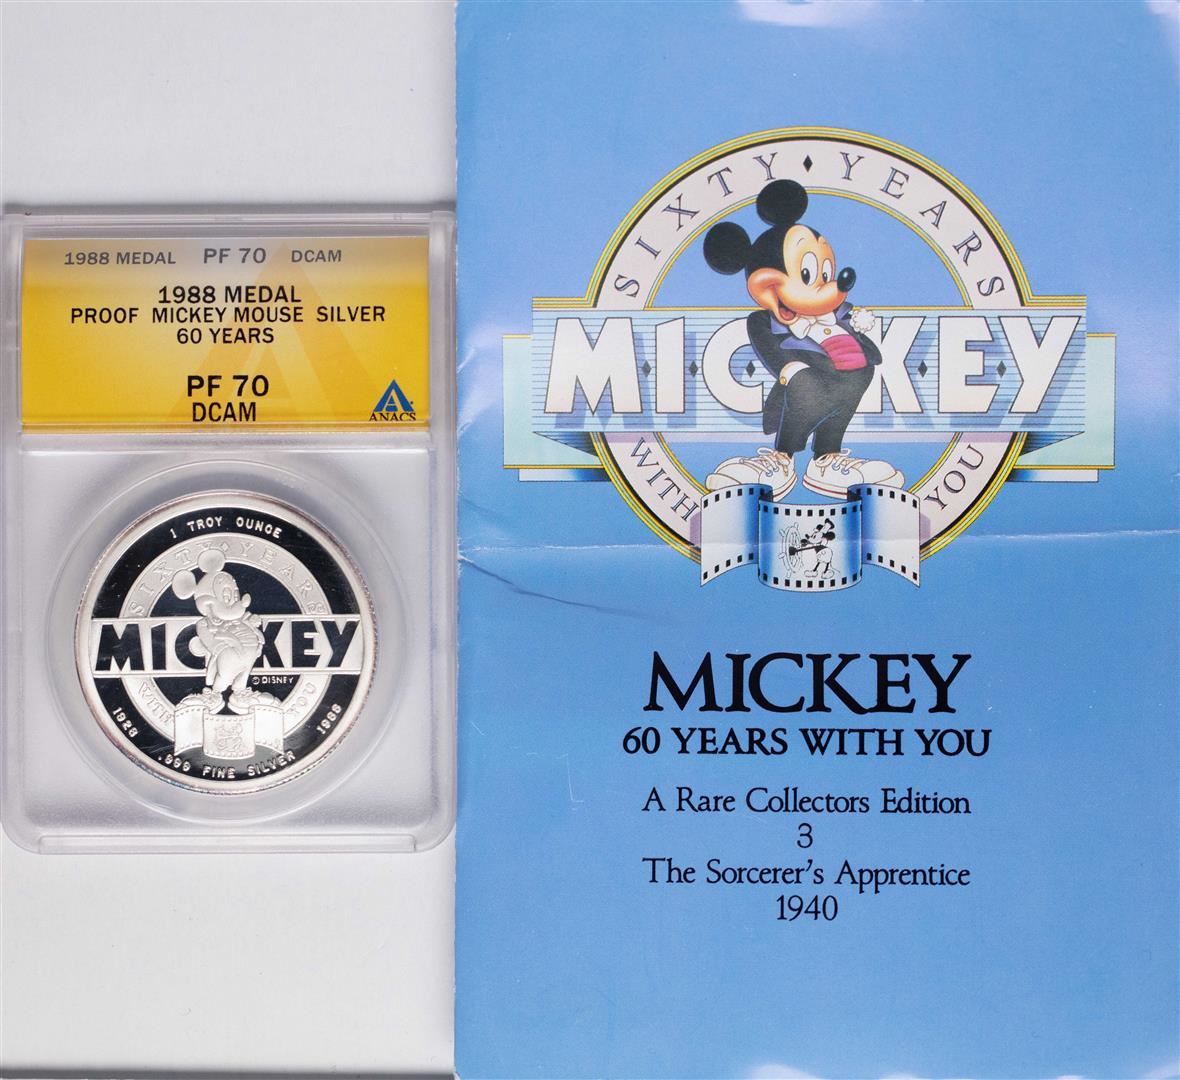 1988 MEDAL PF 70 DCAM
1988 MEDAL
PROOF MICKEY MOUSE SILVER
60 YEARS
PF 70
DCAM
ANACS
1 TROY OUNCE
SIXTY YEARS
MICKEY
© DISNEY
WITH YOU
1928 1988
.999 FINE SILVER
SIXTY YEARS
MICKEY
WITH YOU
MICKEY
60 YEARS WITH YOU
A Rare Collectors Edition
3
The Sorcerer's Apprentice
1940